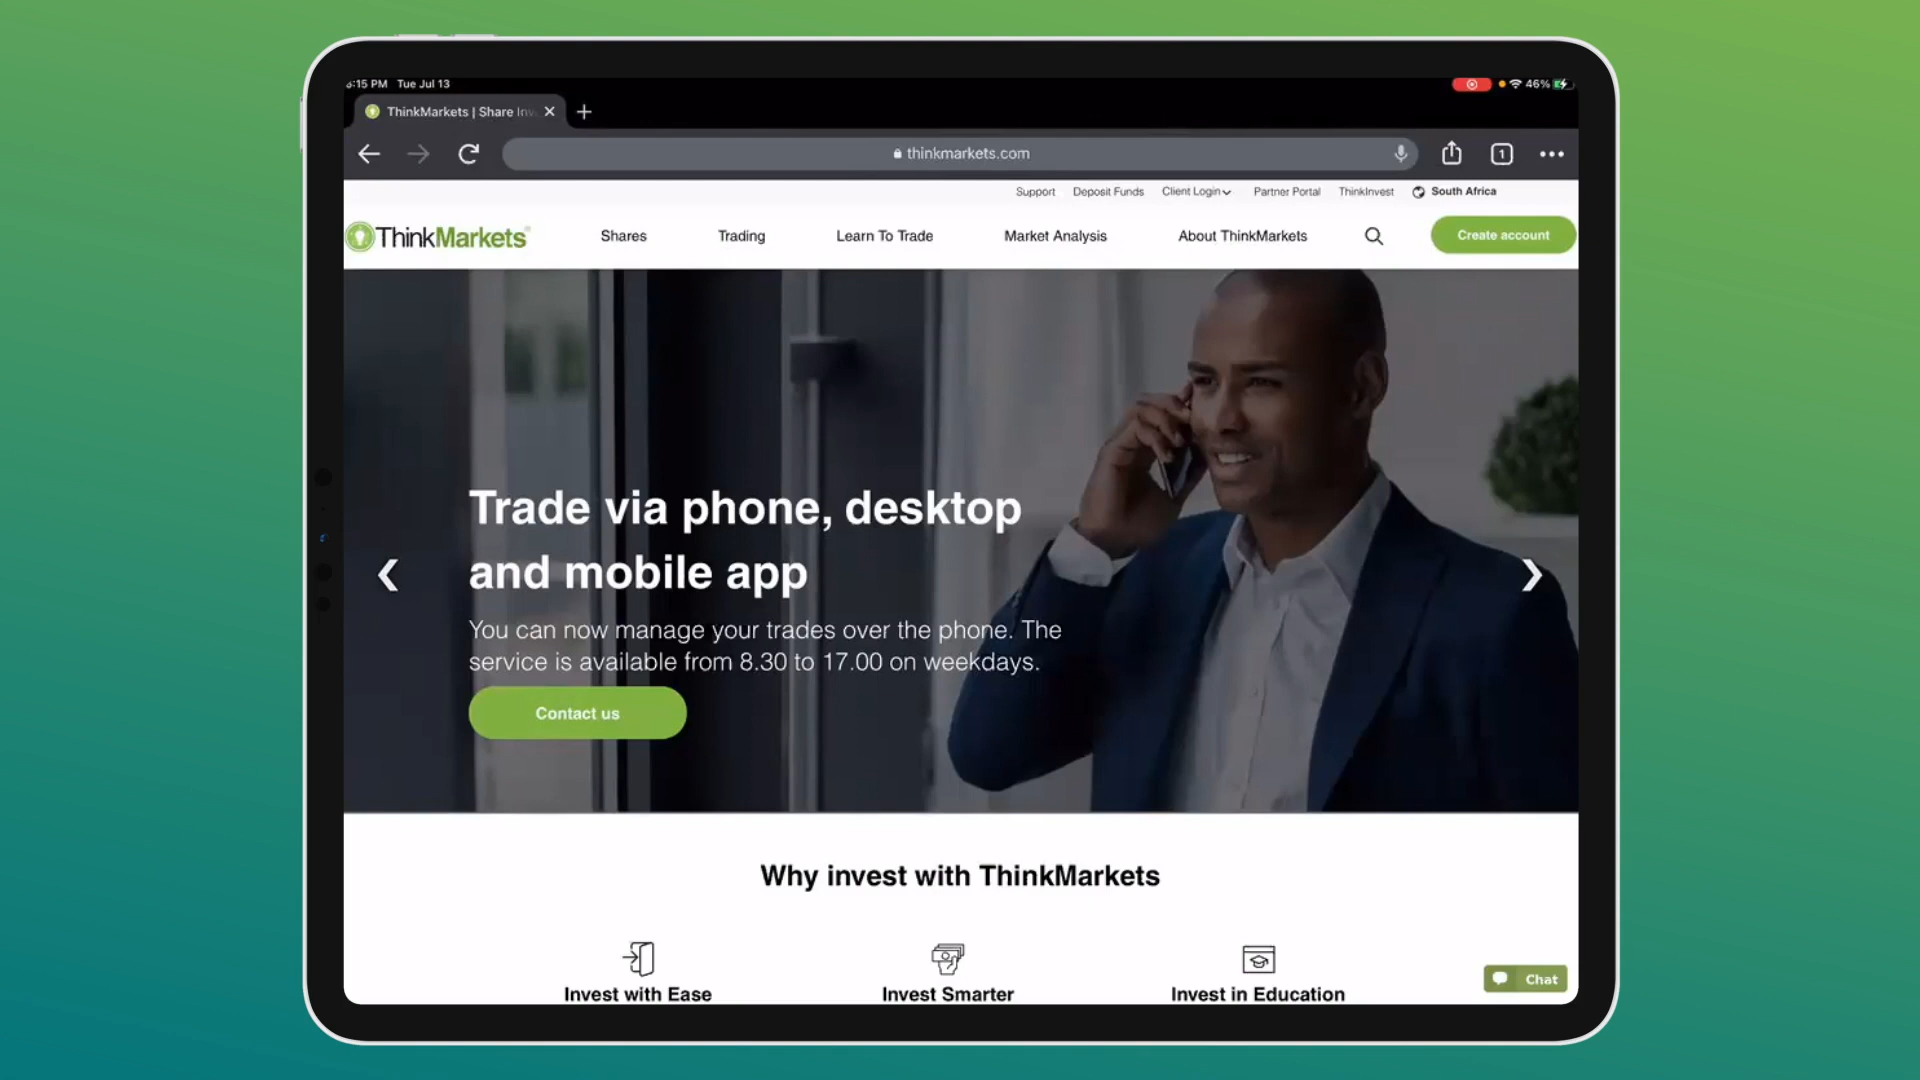 :15 PM Tue Jul 13
46%
ThinkMarkets | Share Inv
thinkmarkets.com
1
Support Deposit Funds Client Login Partner Portal ThinkInvest South Africa
ThinkMarkets
Shares Trading Learn To Trade Market Analysis About ThinkMarkets Create account
Trade via phone, desktop
and mobile app
You can now manage your trades over the phone. The
service is available from 8.30 to 17.00 on weekdays.
Contact us
Why invest with ThinkMarkets
Invest with Ease Invest Smarter Invest in Education
Chat